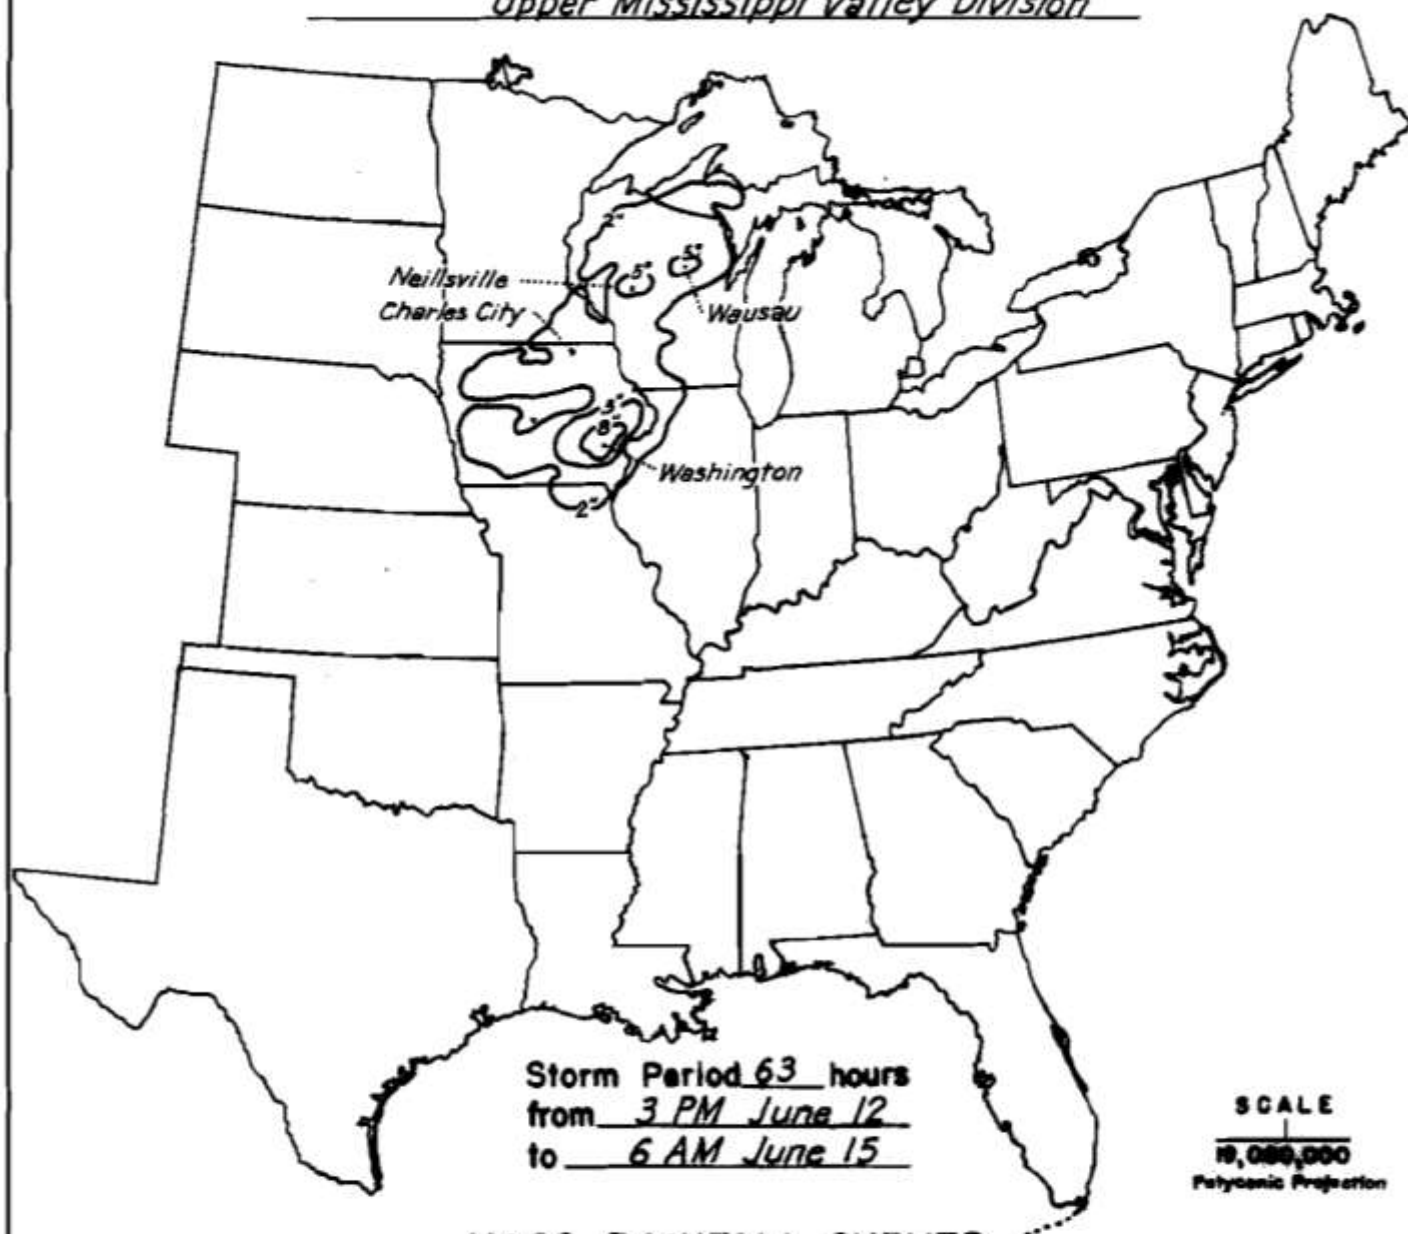 Upper Mississippi Valley Division
2"
5"
5"
Neillsville
Charles City
Wausau
5"
8"
Washington
2"
Storm Period 63 hours
from 3 PM June 12
to 6 AM June 15
SCALE
Polyconic Projection